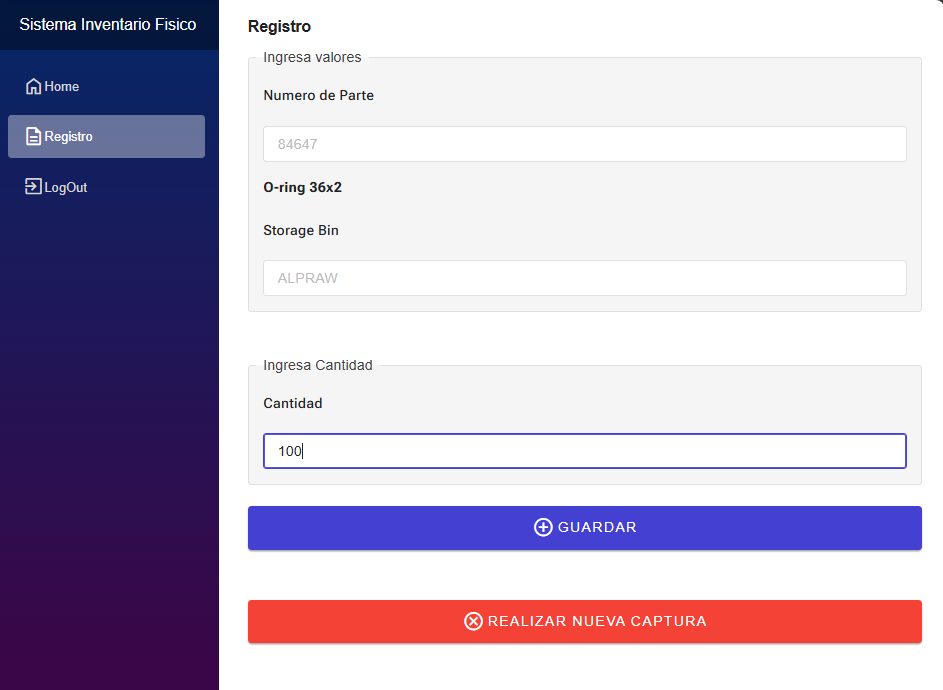 Sistema Inventario Fisico
Home
Registro
LogOut
Registro
Ingresa valores
Numero de Parte
84647
O-ring 36x2
Storage Bin
ALPRAW
Ingresa Cantidad
Cantidad
100
GUARDAR
REALIZAR NUEVA CAPTURA